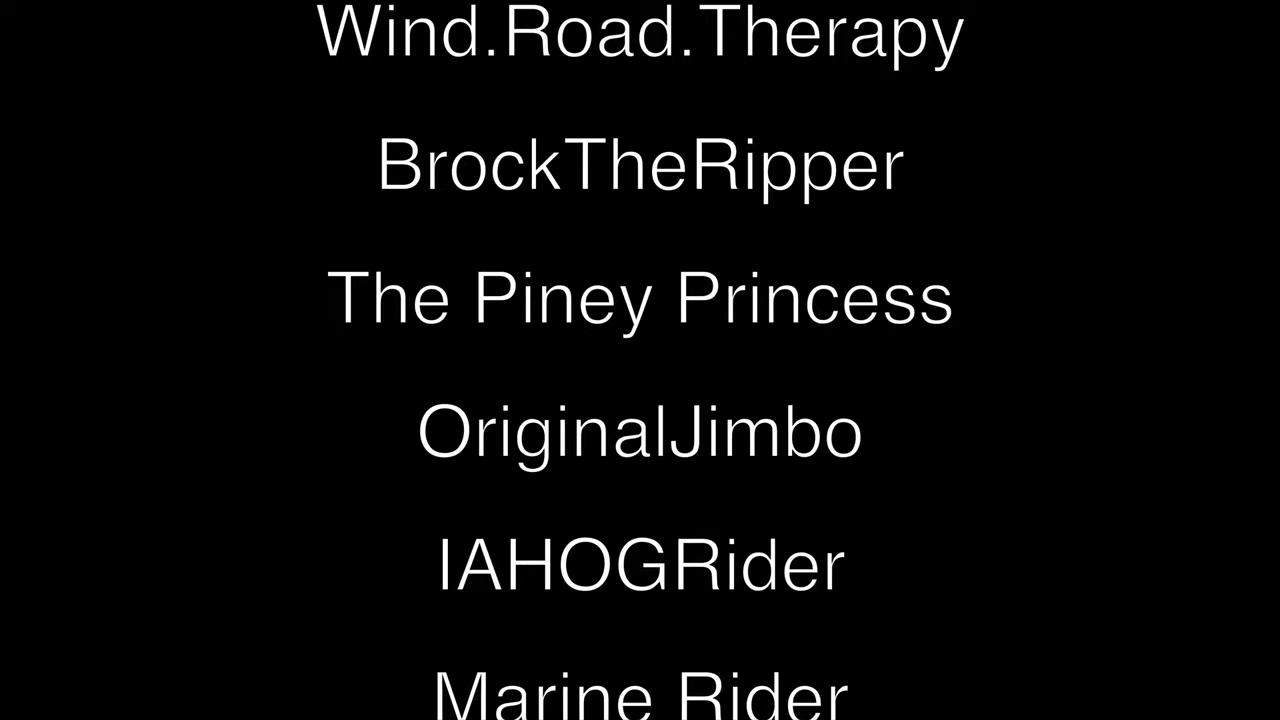 Wind.Road.Therapy
BrockTheRipper
The Piney Princess
OriginalJimbo
IAHOGRider
Marine Rider